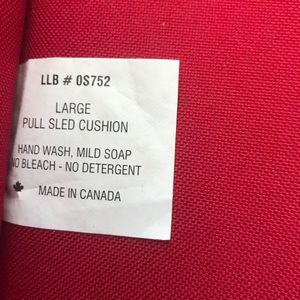 LLB # 0S752
LARGE
PULL SLED CUSHION
HAND WASH, MILD SOAP
NO BLEACH - NO DETERGENT
MADE IN CANADA